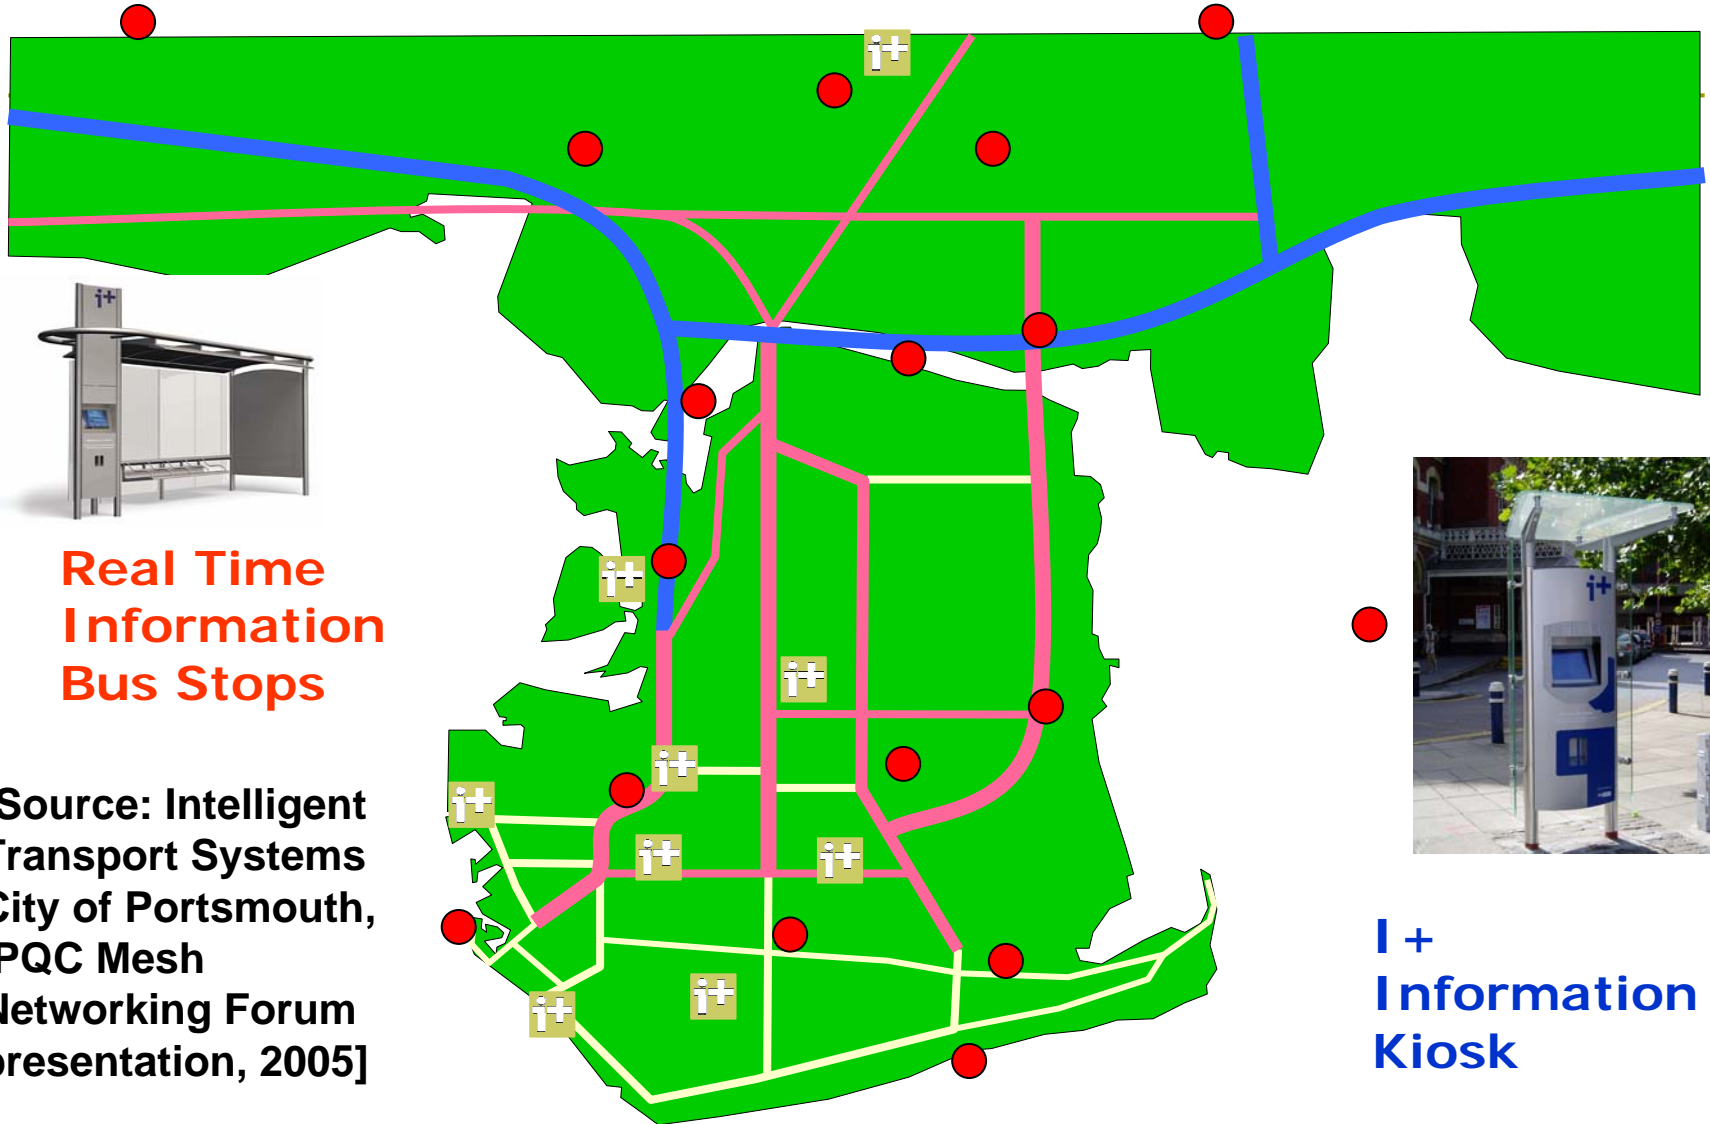 i+
i+
Real Time
Information
Bus Stops
i+
i+
i+
i+
i+
i+
i+
i+
i+
Source: Intelligent
Transport Systems
City of Portsmouth,
PQC Mesh
Networking Forum
presentation, 2005]
I+
Information
Kiosk